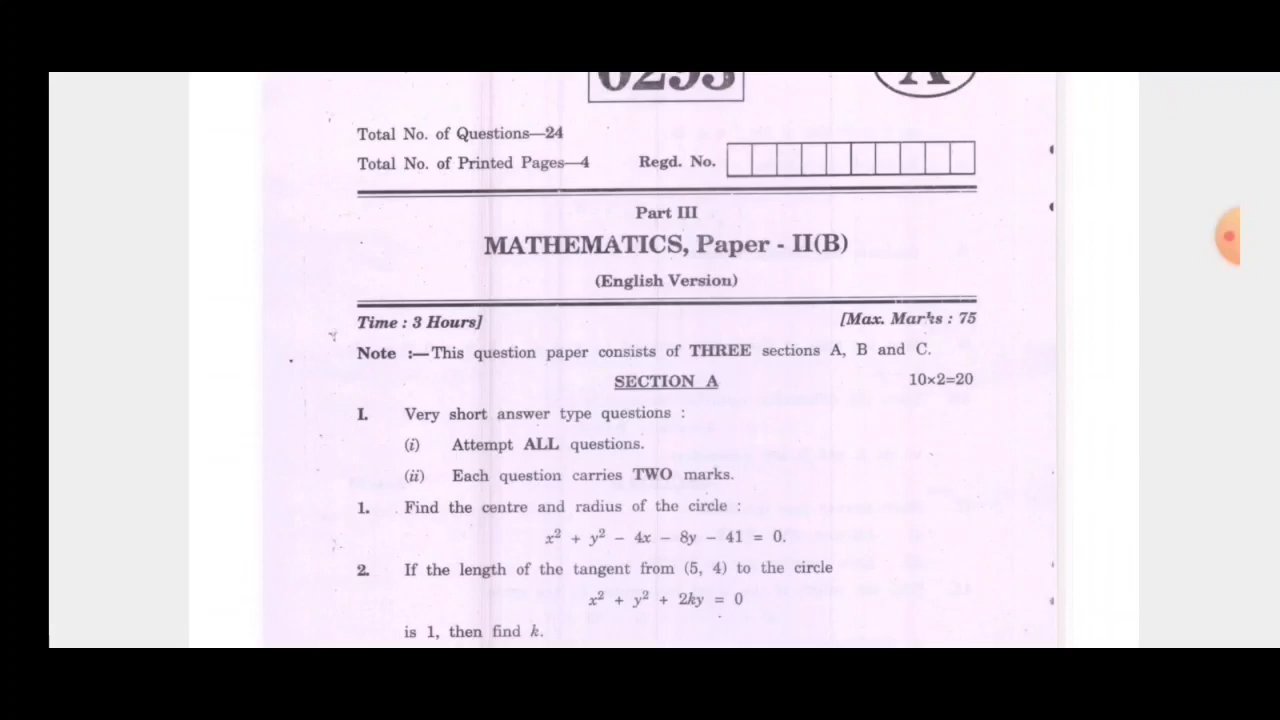 Total No. of Questions—24
Total No. of Printed Pages—4 Regd. No.
Part III
MATHEMATICS, Paper - II(B)
(English Version)
Time : 3 Hours] [Max. Marks : 75
Note :—This question paper consists of THREE sections A, B and C.
SECTION A 10×2=20
I. Very short answer type questions :
(i) Attempt ALL questions.
(ii) Each question carries TWO marks.
1. Find the centre and radius of the circle :
x² + y² – 4x – 8y – 41 = 0.
2. If the length of the tangent from (5, 4) to the circle
x² + y² + 2ky = 0
is 1, then find k.